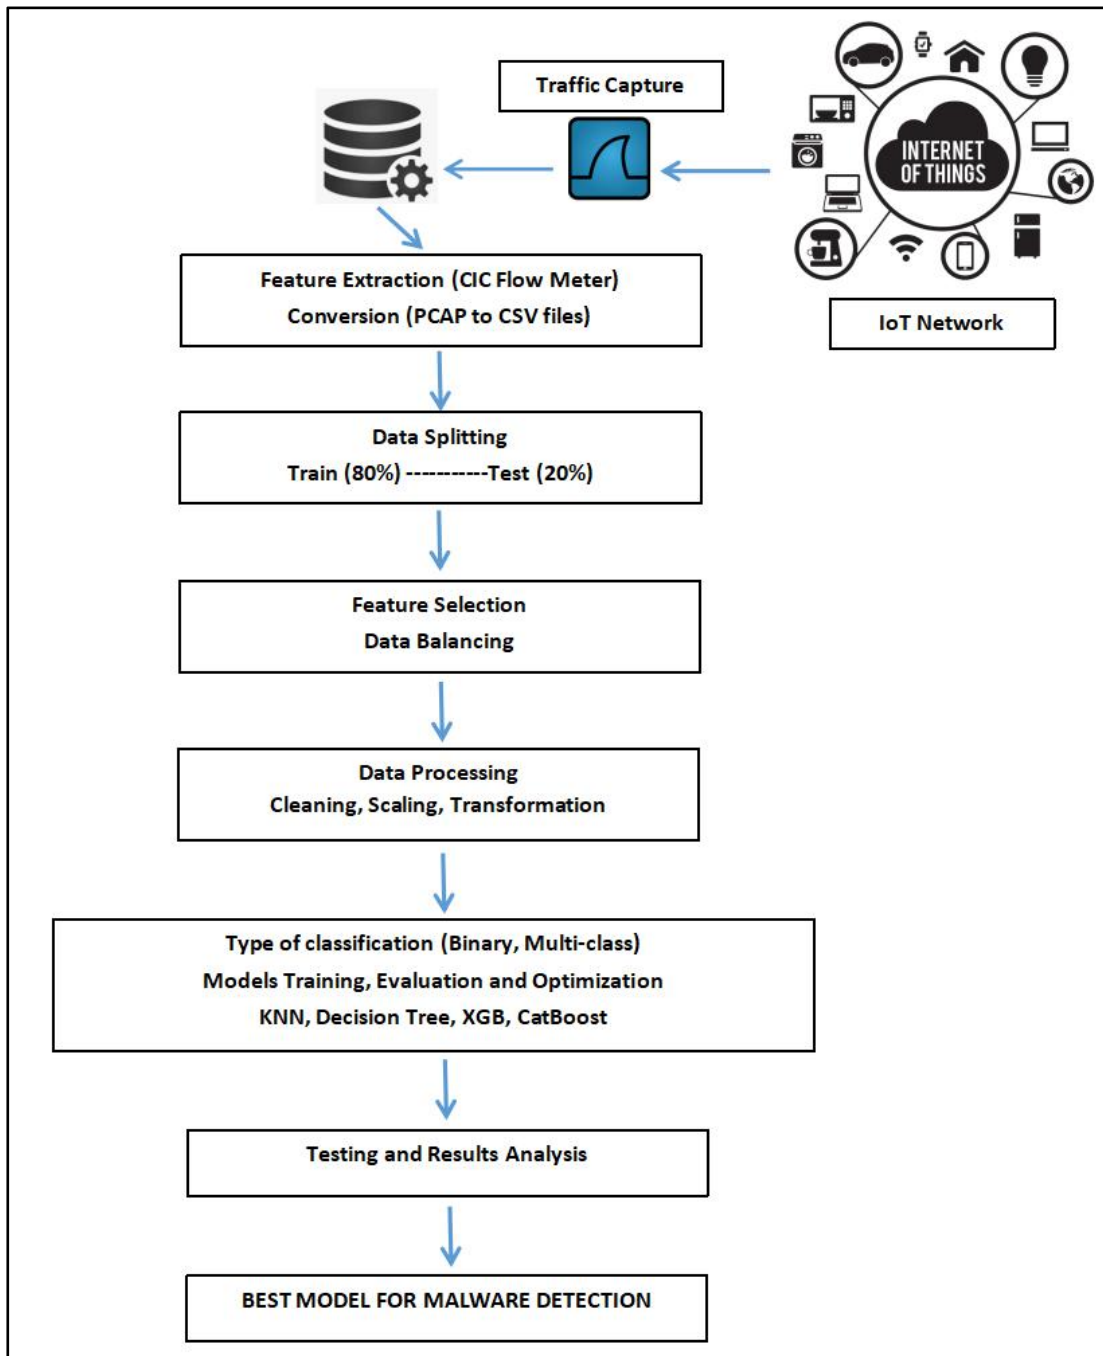 Traffic Capture
INTERNET
OF THINGS
IoT Network
Feature Extraction (CIC Flow Meter)
Conversion (PCAP to CSV files)
Data Splitting
Train (80%) -----------Test (20%)
Feature Selection
Data Balancing
Data Processing
Cleaning, Scaling, Transformation
Type of classification (Binary, Multi-class)
Models Training, Evaluation and Optimization
KNN, Decision Tree, XGB, CatBoost
Testing and Results Analysis
BEST MODEL FOR MALWARE DETECTION